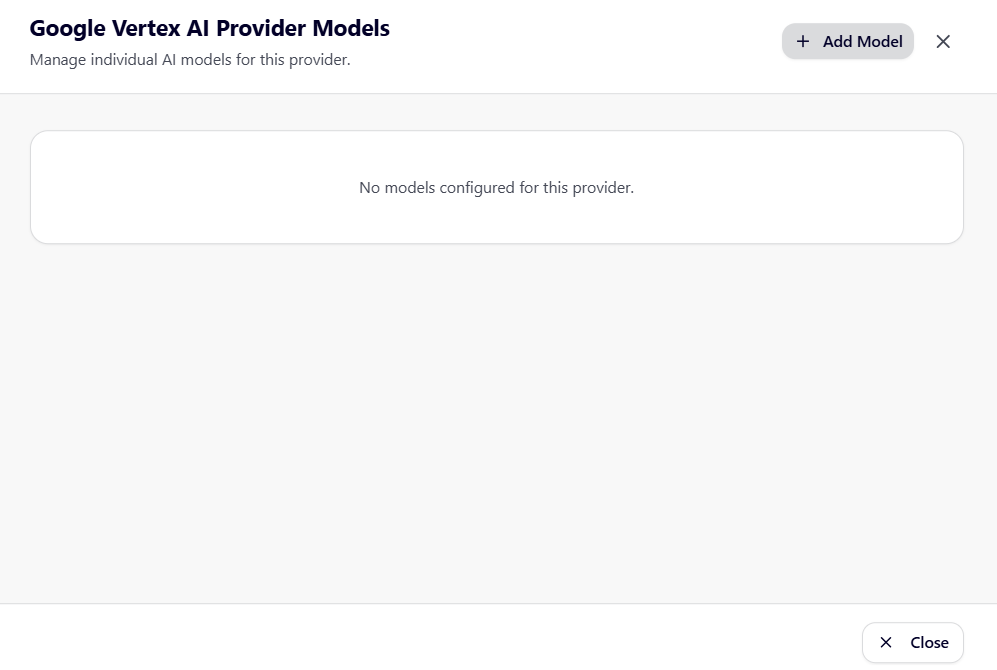 Google Vertex AI Provider Models
Manage individual AI models for this provider.
Add Model
No models configured for this provider.
Close